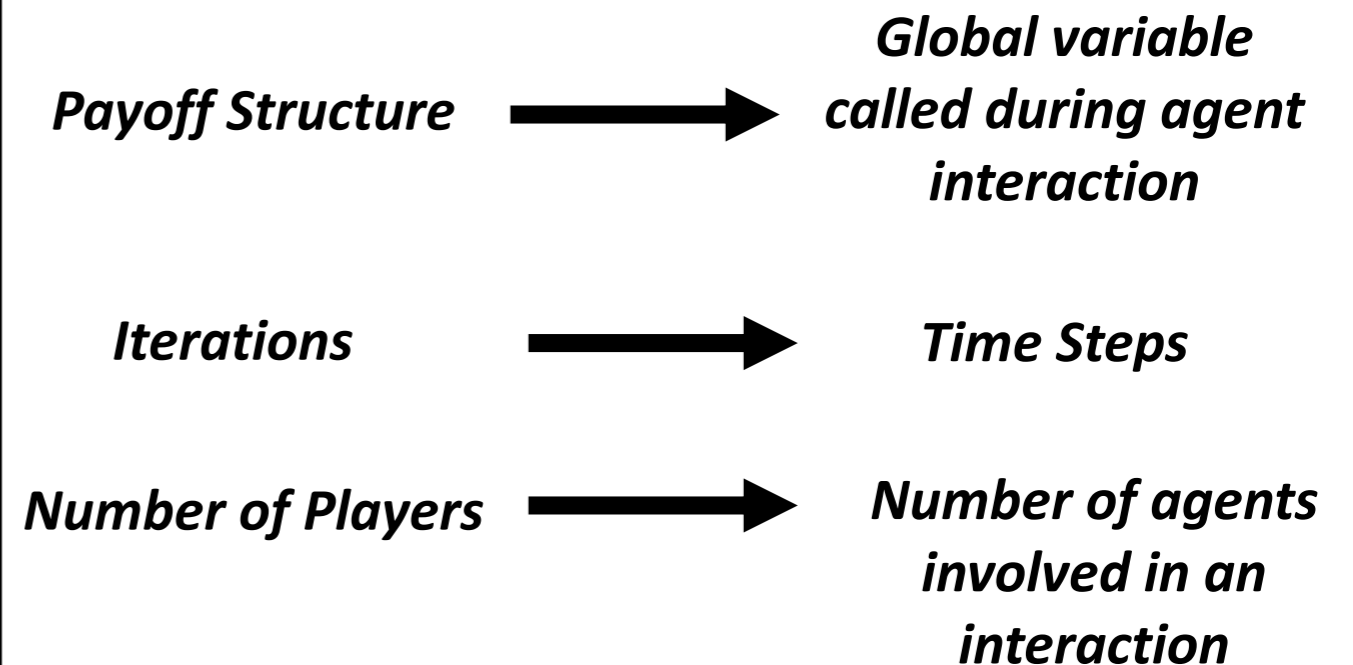 Payoff Structure
Global variable
called during agent
interaction
Iterations
Time Steps
Number of Players
Number of agents
involved in an
interaction